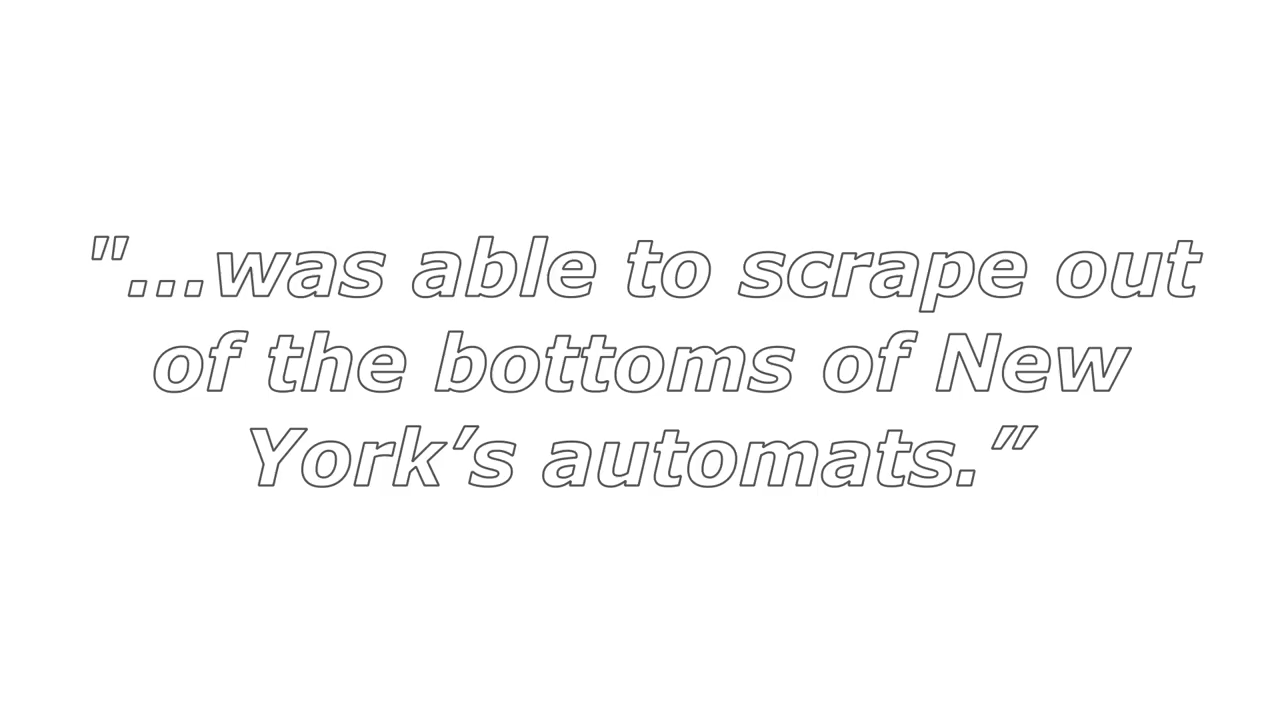 "...was able to scrape out
of the bottoms of New
York’s automats.”